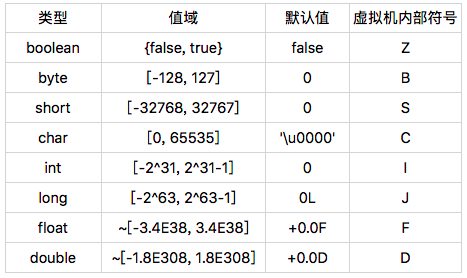 类型 值域 默认值 虚拟机内部符号
boolean {false, true} false Z
byte [-128, 127] 0 B
short [-32768, 32767] 0 S
char [0, 65535] '\u0000' C
int [-2^31, 2^31-1] 0 I
long [-2^63, 2^63-1] 0L J
float ~[-3.4E38, 3.4E38] +0.0F F
double ~[-1.8E308, 1.8E308] +0.0D D